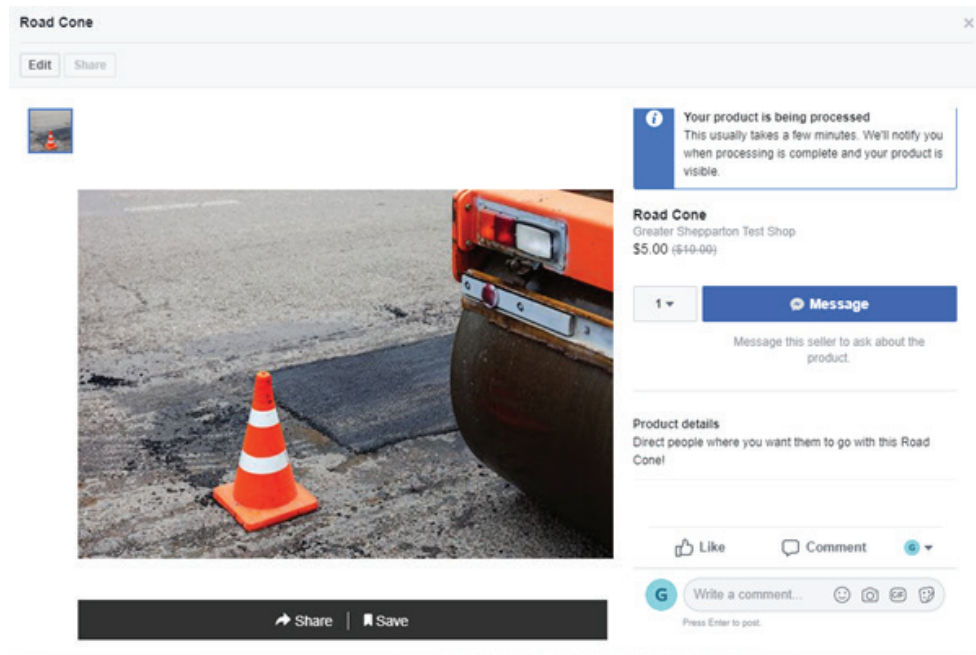 Road Cone
Edit Share
Your product is being processed
This usually takes a few minutes. We'll notify you
when processing is complete and your product is
visible.
Road Cone
Greater Shepparton Test Shop
$5.00 ($10.00)
1
Message
Message this seller to ask about the
product.
Product details
Direct people where you want them to go with this Road
Cone!
Like Comment G
G Write a comment... GIF
Press Enter to post.
Share | Save